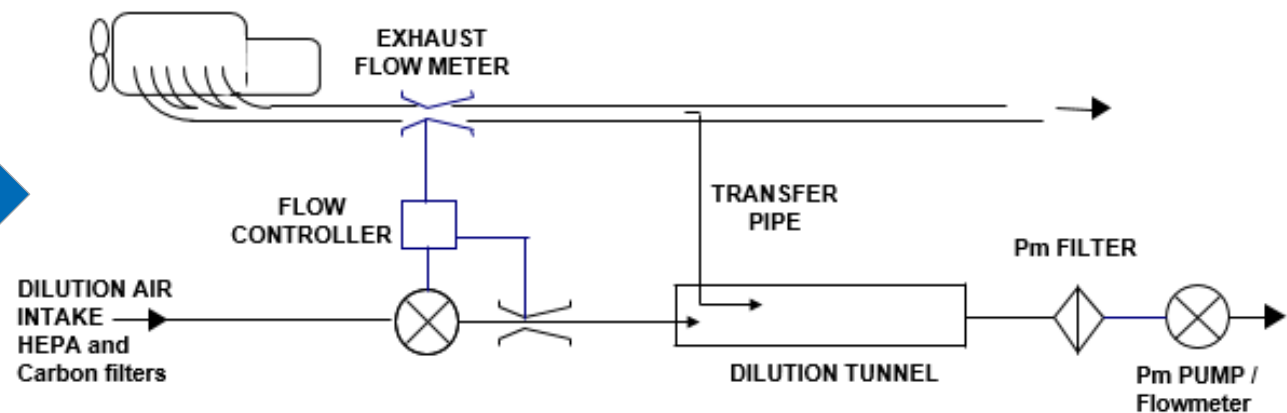 EXHAUST
FLOW METER
FLOW
CONTROLLER
TRANSFER
PIPE
Pm FILTER
DILUTION AIR
INTAKE
HEPA and
Carbon filters
DILUTION TUNNEL
Pm PUMP /
Flowmeter